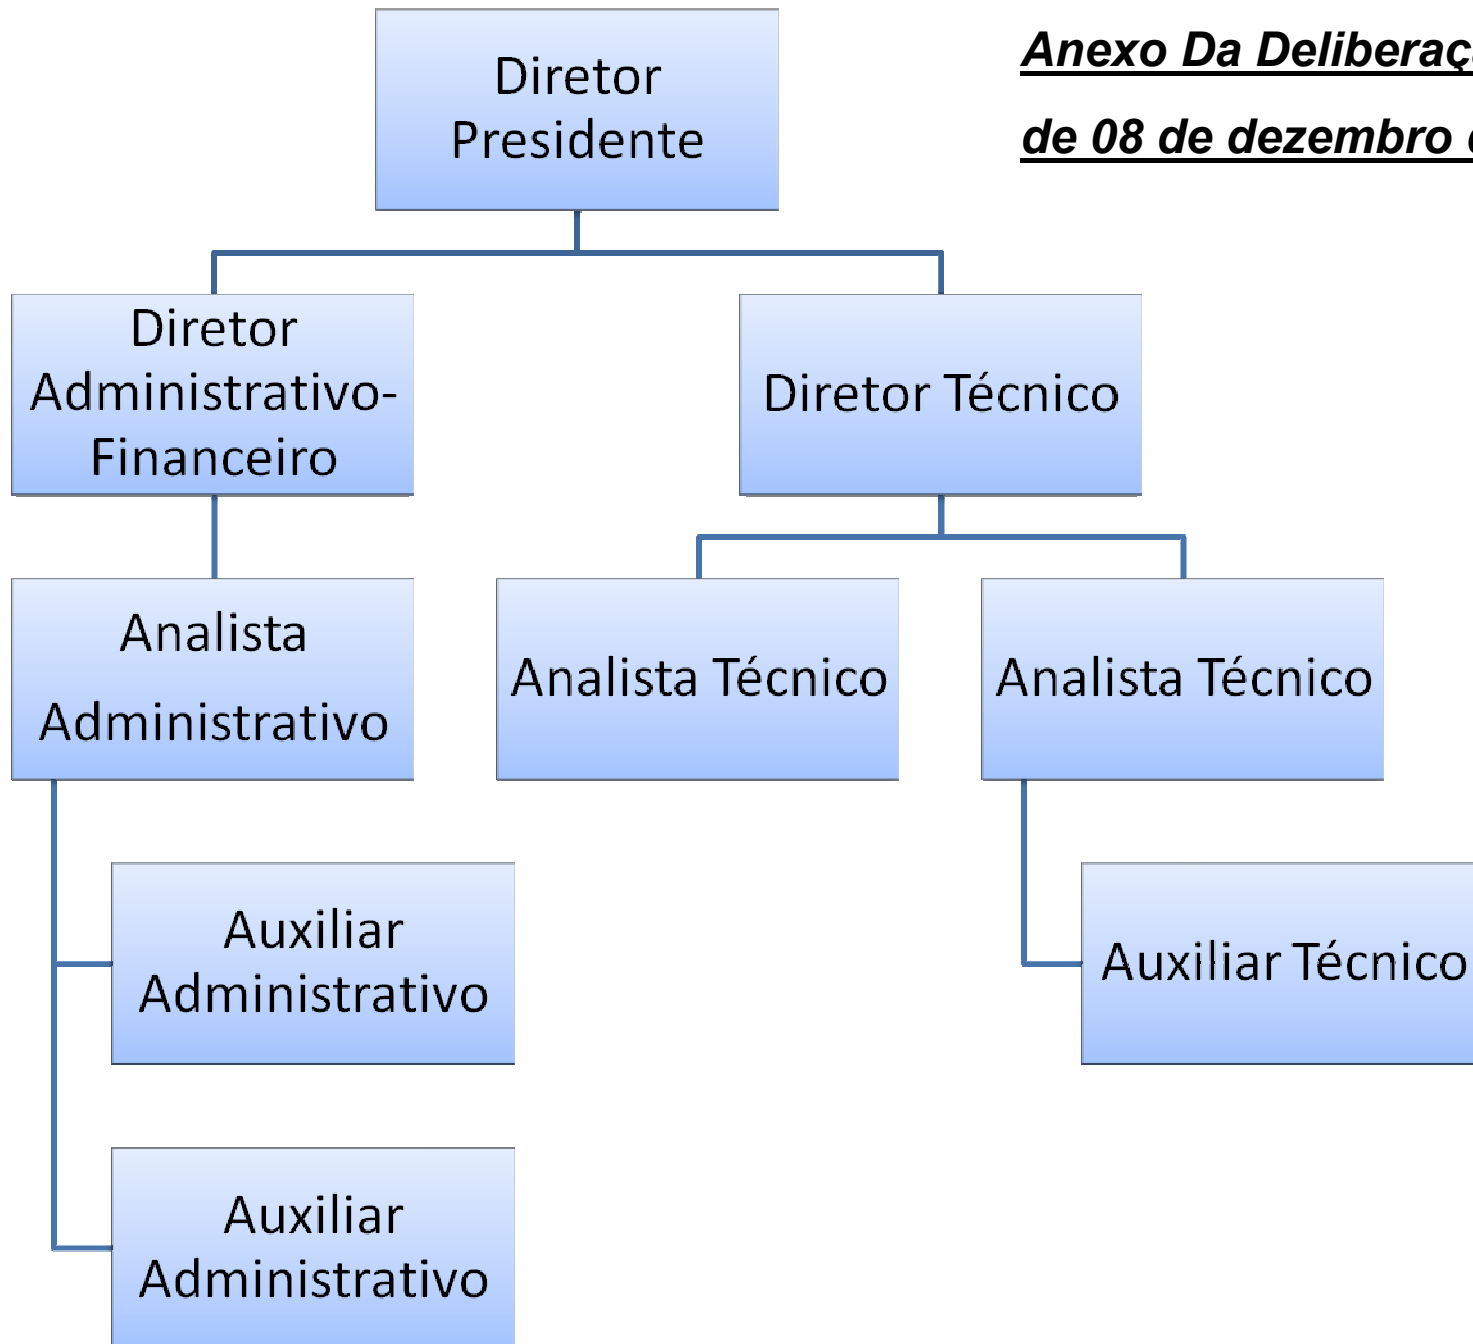 Anexo Da Deliberaç
de 08 de dezembro
Diretor
Presidente
Diretor
Administrativo-
Financeiro
Diretor Técnico
Analista
Administrativo
Analista Técnico
Analista Técnico
Auxiliar
Administrativo
Auxiliar Técnico
Auxiliar
Administrativo